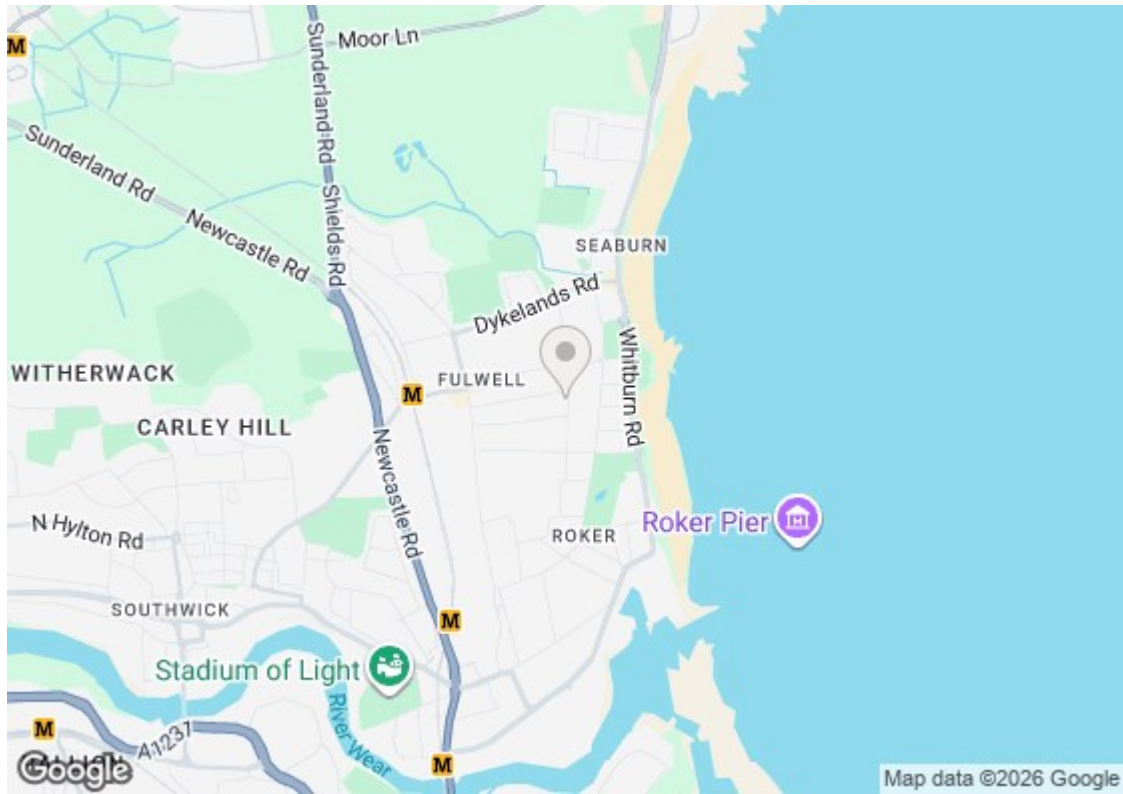 M
Moor Ln
Sunderland Rd
Shields Rd
Sunderland Rd
Newcastle Rd
SEABURN
Dykelands Rd
Whitburn Rd
WITHERWACK
FULWELL
M
CARLEY HILL
Newcastle Rd
N Hylton Rd
Roker Pier
ROKER
SOUTHWICK
M
Stadium of Light
River Wear
M
A1231
M
Google
Map data ©2026 Google